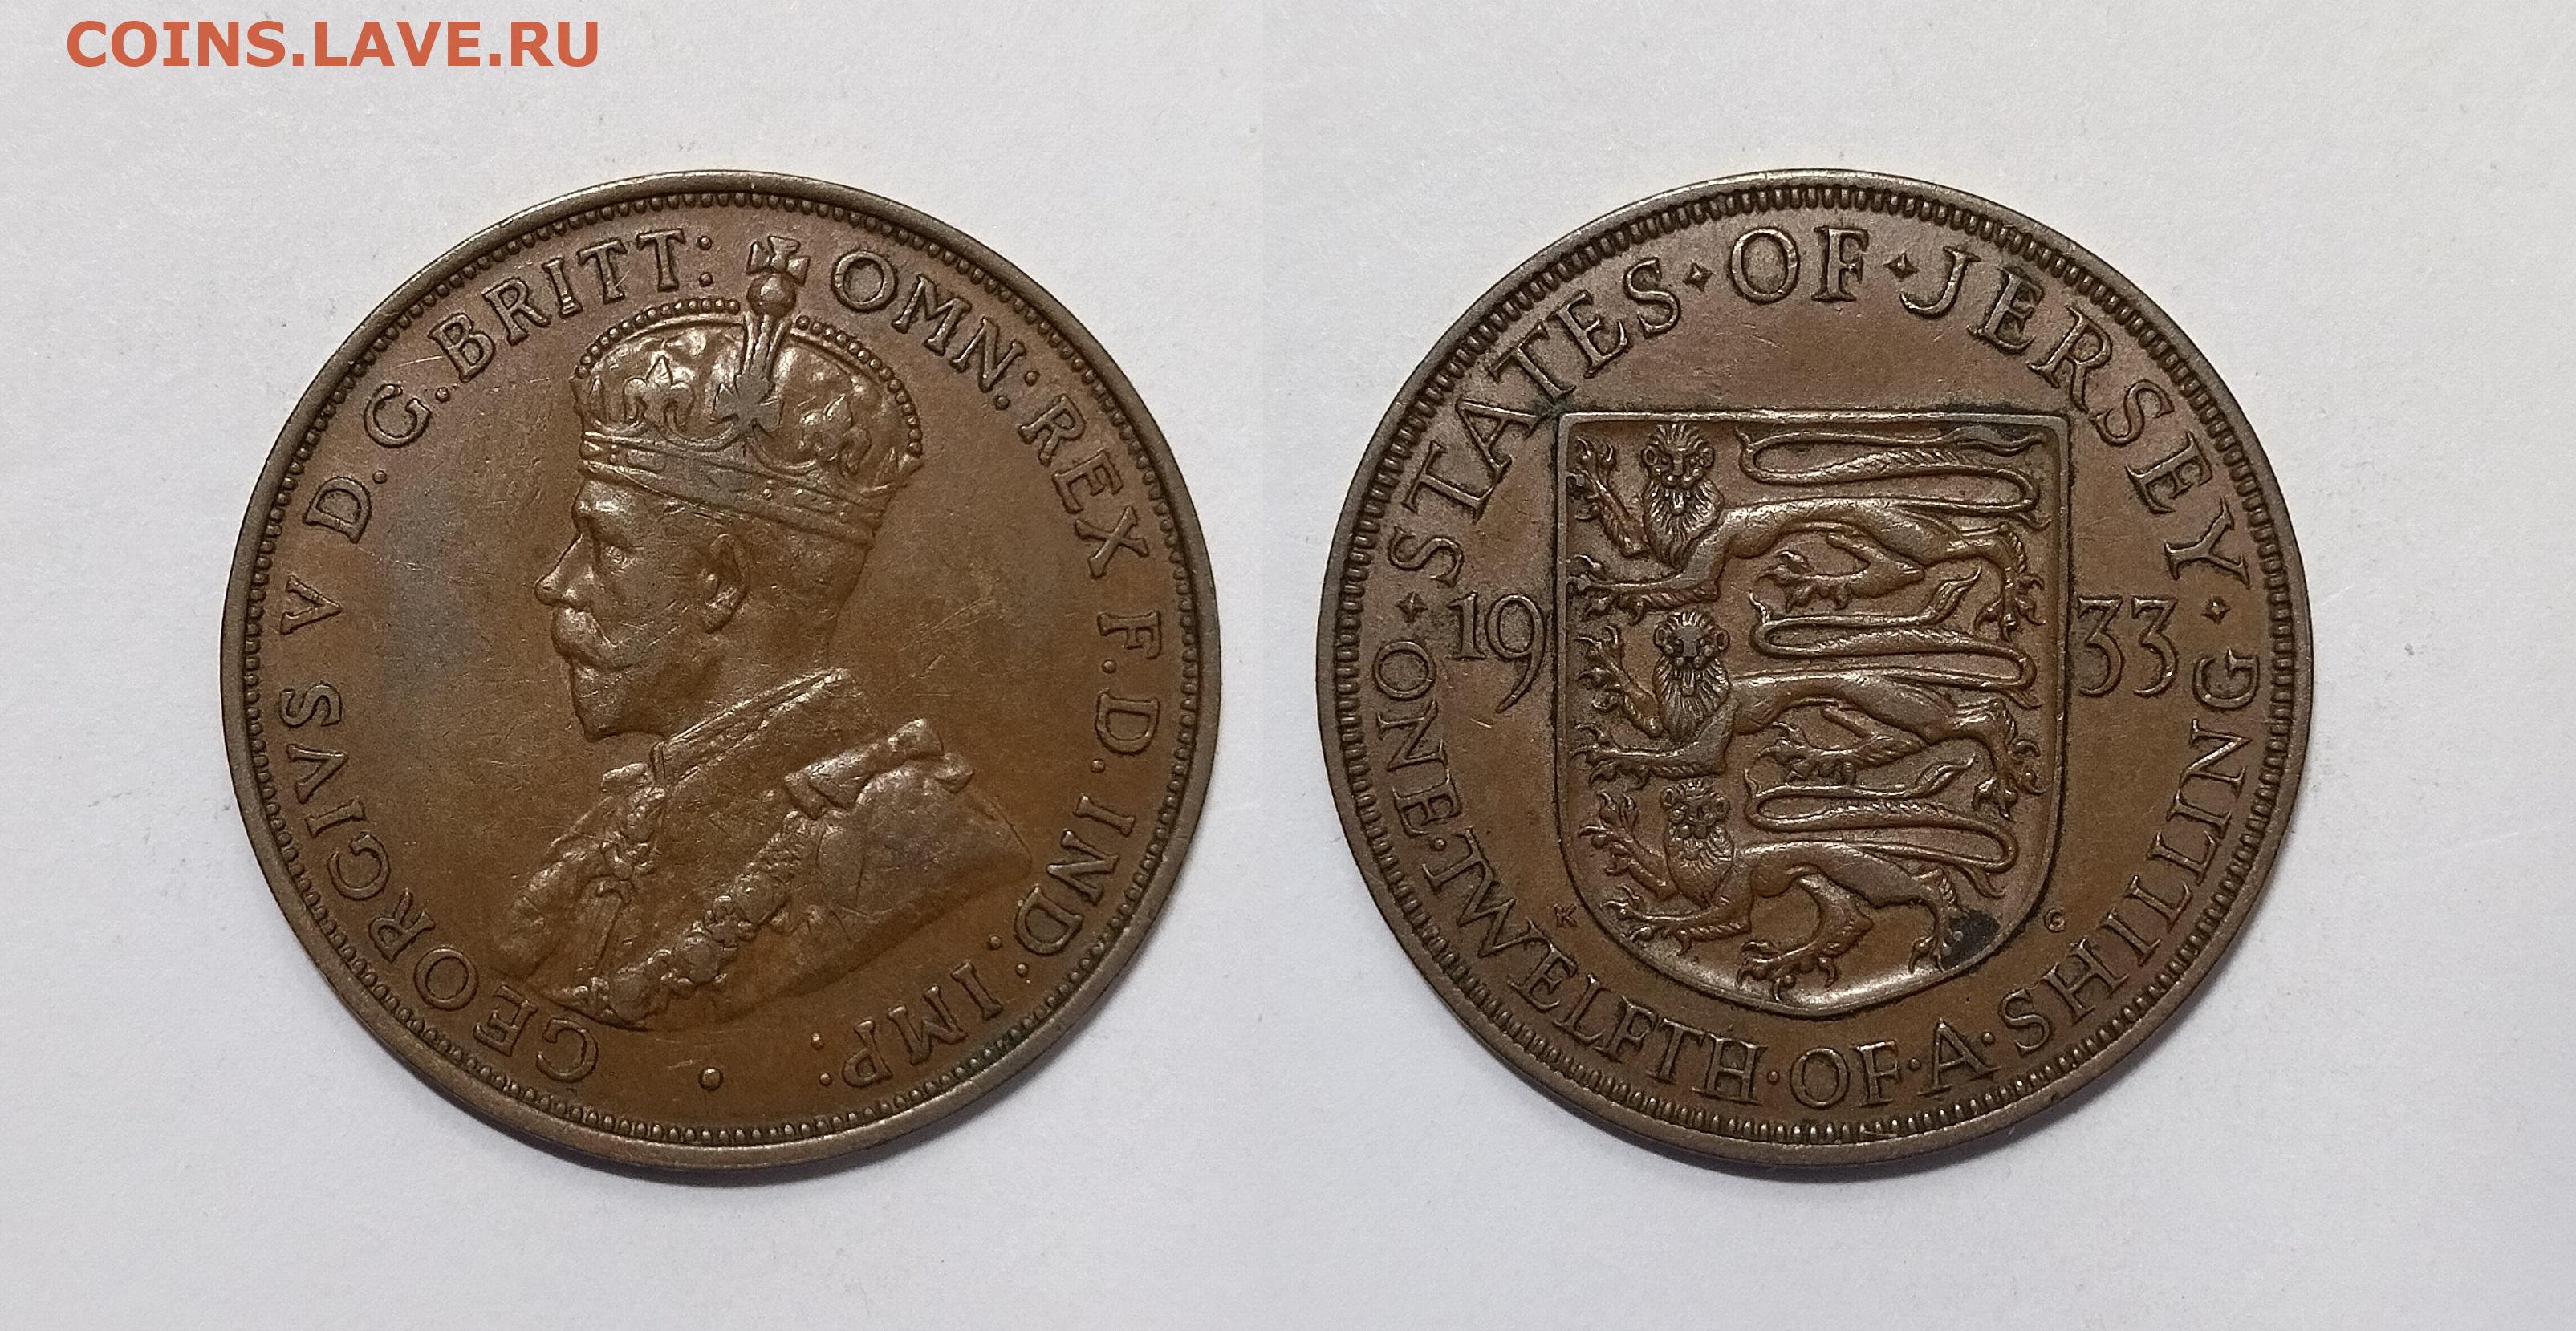 COINS.LAVE.RU
GEORGIVS V D.G.BRITT: OMN: REX F.D. IND: IMP: •
• STATES • OF • JERSEY •
19 33
K G
ONE•TWELFTH•OF•A•SHILLING